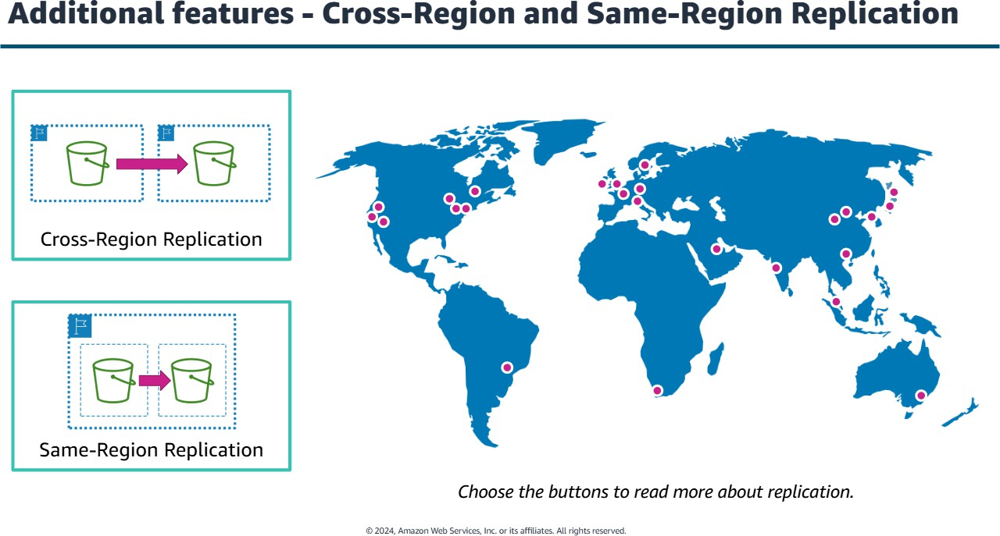 Additional features - Cross-Region and Same-Region Replication
Cross-Region Replication
Same-Region Replication
Choose the buttons to read more about replication.
© 2024, Amazon Web Services, Inc. or its affiliates. All rights reserved.